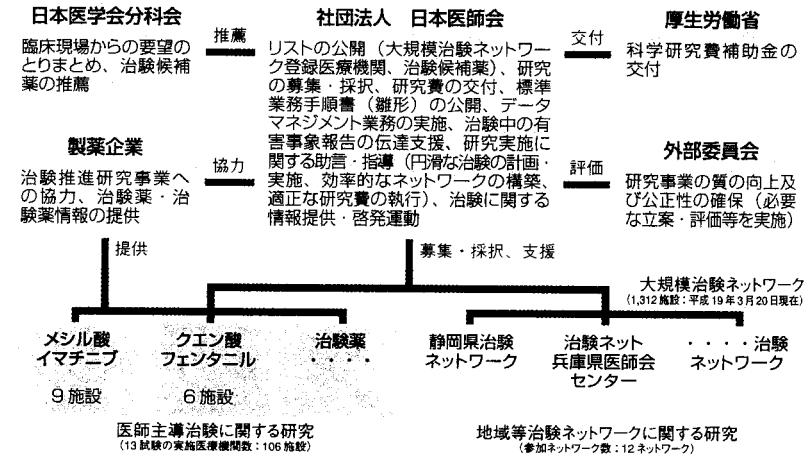 日本医学会分科会
臨床現場からの要望の
とりまとめ、治験候補
薬の推薦
推薦
社団法人 日本医師会
リストの公開（大規模治験ネットワー
ク登録医療機関、治験候補薬）、研究
の募集・採択、研究費の交付、標準
業務手順書（雛形）の公開、データ
マネジメント業務の実施、治験中の有
害事象報告の伝達支援、研究実施に
関する助言・指導（円滑な治験の計画・
実施、効率的なネットワークの構築、
適正な研究費の執行）、治験に関する
情報提供・啓発運動
交付
厚生労働省
科学研究費補助金の
交付
製薬企業
治験推進研究事業へ
の協力、治験薬・治
験薬情報の提供
協力
評価
外部委員会
研究事業の質の向上及
び公正性の確保（必要
な立案・評価等を実施）
提供
募集・採択、支援
大規模治験ネットワーク
(1,312施設：平成19年3月20日現在)
メシル酸
イマチニブ
9施設
クエン酸
フェンタニル
6施設
治験薬
・・・・
静岡県治験
ネットワーク
治験ネット
兵庫県医師会
センター
・・・・治験
ネットワーク
医師主導治験に関する研究
(13試験の実施医療機関数：106施設)
地域等治験ネットワークに関する研究
(参加ネットワーク数：12ネットワーク)